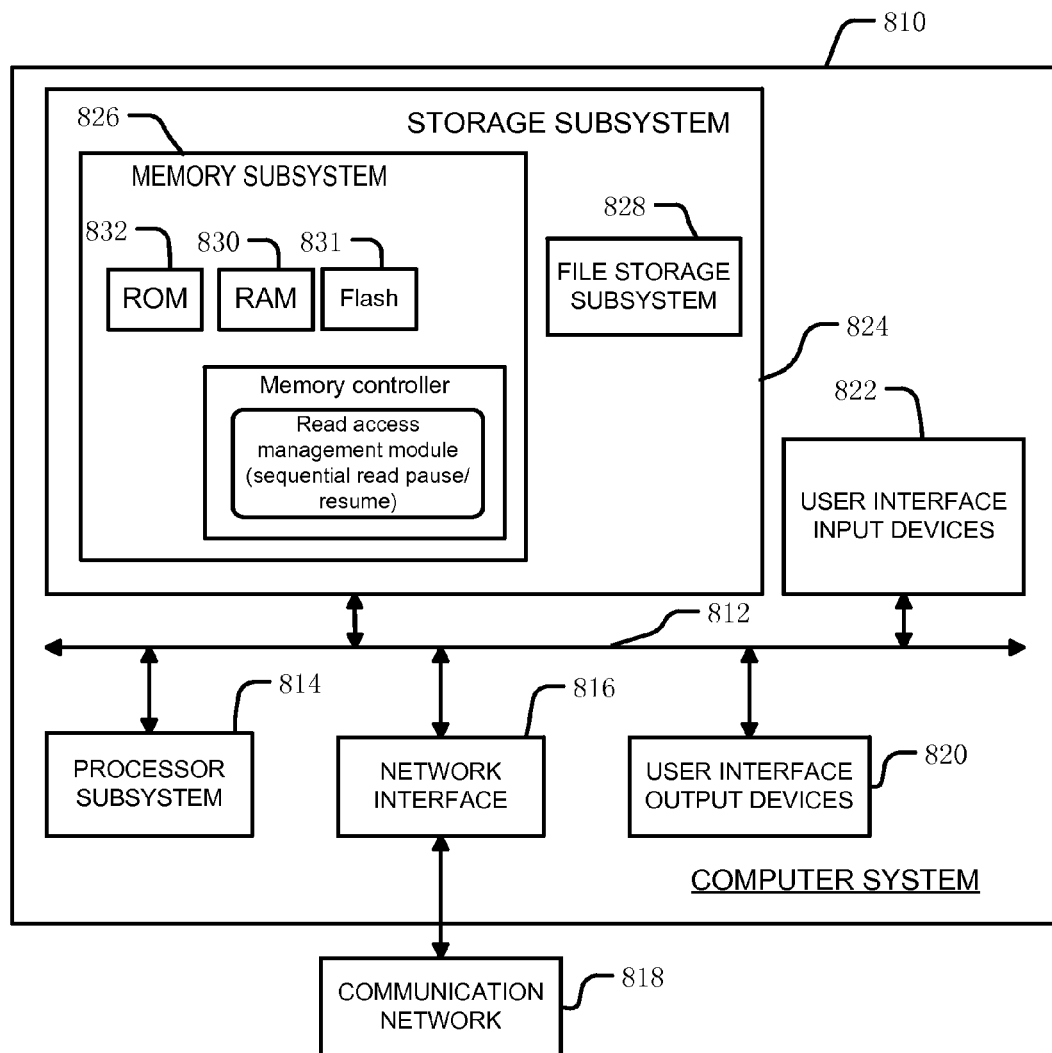 810
STORAGE SUBSYSTEM
826
MEMORY SUBSYSTEM
828
832
830
831
FILE STORAGE
SUBSYSTEM
ROM
RAM
Flash
824
Memory controller
822
Read access
management module
(sequential read pause/
resume)
USER INTERFACE
INPUT DEVICES
812
814
816
PROCESSOR
SUBSYSTEM
NETWORK
INTERFACE
USER INTERFACE
OUTPUT DEVICES
820
COMPUTER SYSTEM
COMMUNICATION
NETWORK
818